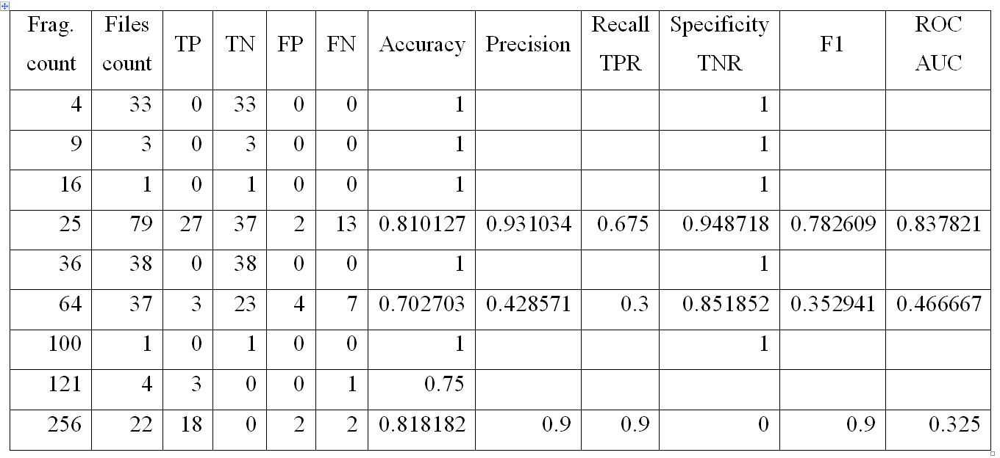 Frag. count Files count TP TN FP FN Accuracy Precision Recall TPR Specificity TNR F1 ROC AUC
4 33 0 33 0 0 1 1
9 3 0 3 0 0 1 1
16 1 0 1 0 0 1 1
25 79 27 37 2 13 0.810127 0.931034 0.675 0.948718 0.782609 0.837821
36 38 0 38 0 0 1 1
64 37 3 23 4 7 0.702703 0.428571 0.3 0.851852 0.352941 0.466667
100 1 0 1 0 0 1 1
121 4 3 0 0 1 0.75
256 22 18 0 2 2 0.818182 0.9 0.9 0 0.9 0.325